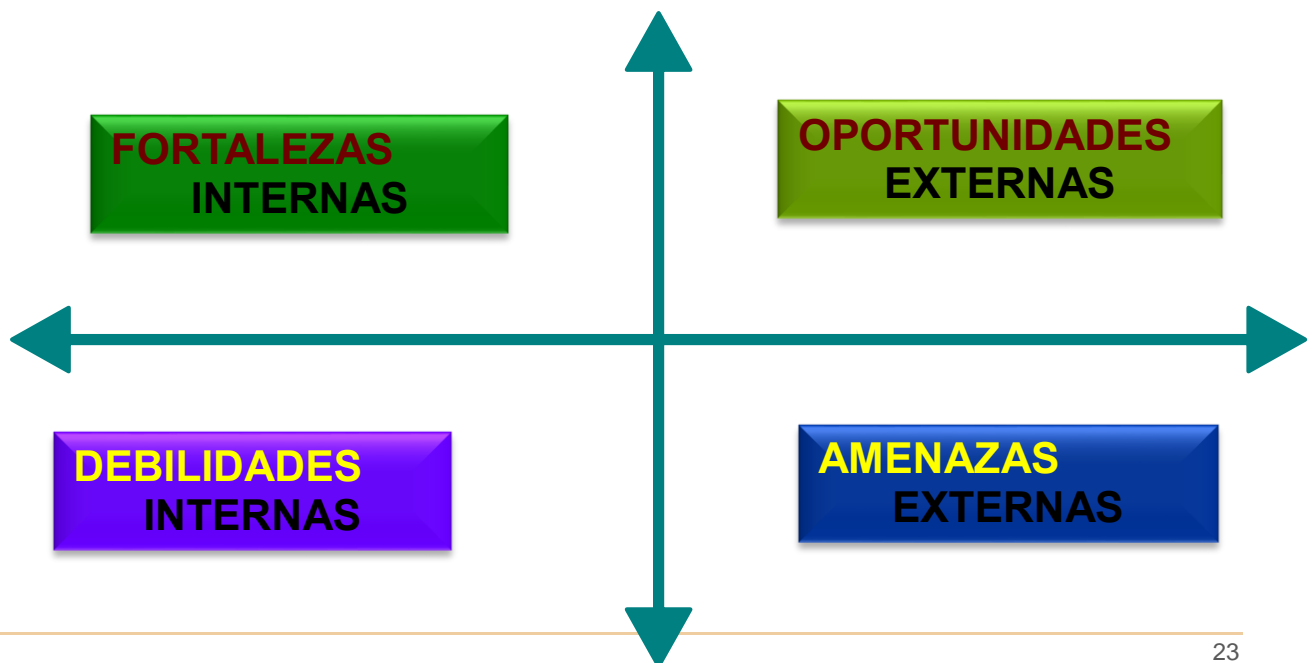 FORTALEZAS
INTERNAS
OPORTUNIDADES
EXTERNAS
DEBILIDADES
INTERNAS
AMENAZAS
EXTERNAS
23